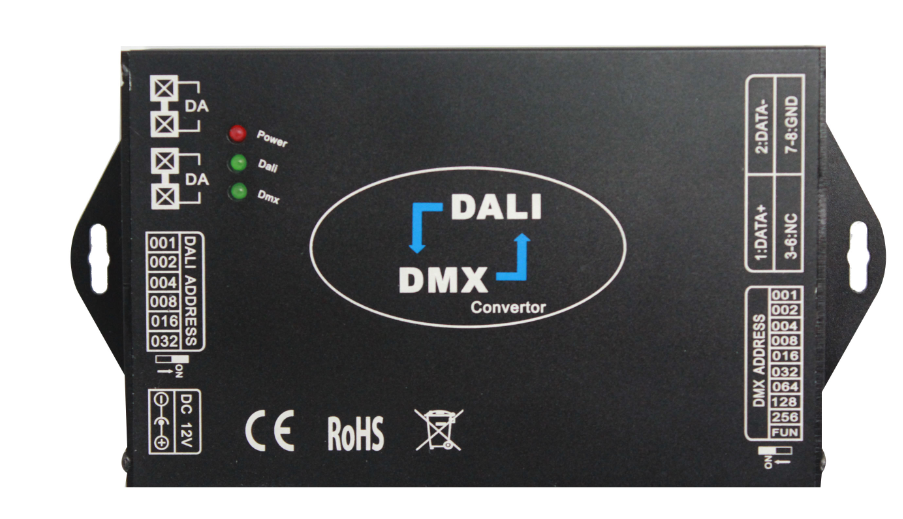 DA
DA
Power
Dali
Dmx
001
002
004
008
016
032
DALI ADDRESS
ON
DC 12V
DALI
DMX
Convertor
CE
RoHS
2:DATA-
7-8:GND
1:DATA+
3-6:NC
DMX ADDRESS
001
002
004
008
016
032
064
128
256
FUN
ON